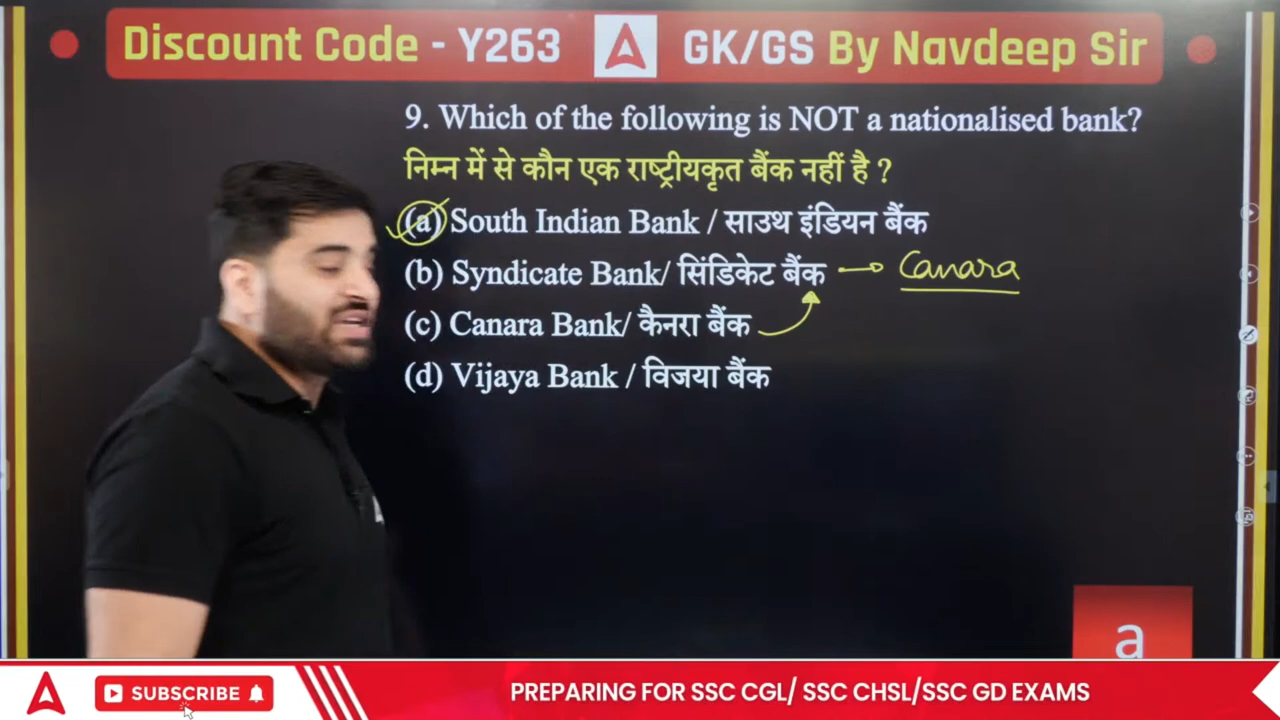 Discount Code - Y263 GK/GS By Navdeep Sir
9. Which of the following is NOT a nationalised bank?
निम्न में से कौन एक राष्ट्रीयकृत बैंक नहीं है ?
(a) South Indian Bank / साउथ इंडियन बैंक
(b) Syndicate Bank/ सिंडिकेट बैंक → Canara
(c) Canara Bank/ कैनरा बैंक
(d) Vijaya Bank / विजया बैंक
a
SUBSCRIBE
PREPARING FOR SSC CGL/ SSC CHSL/SSC GD EXAMS